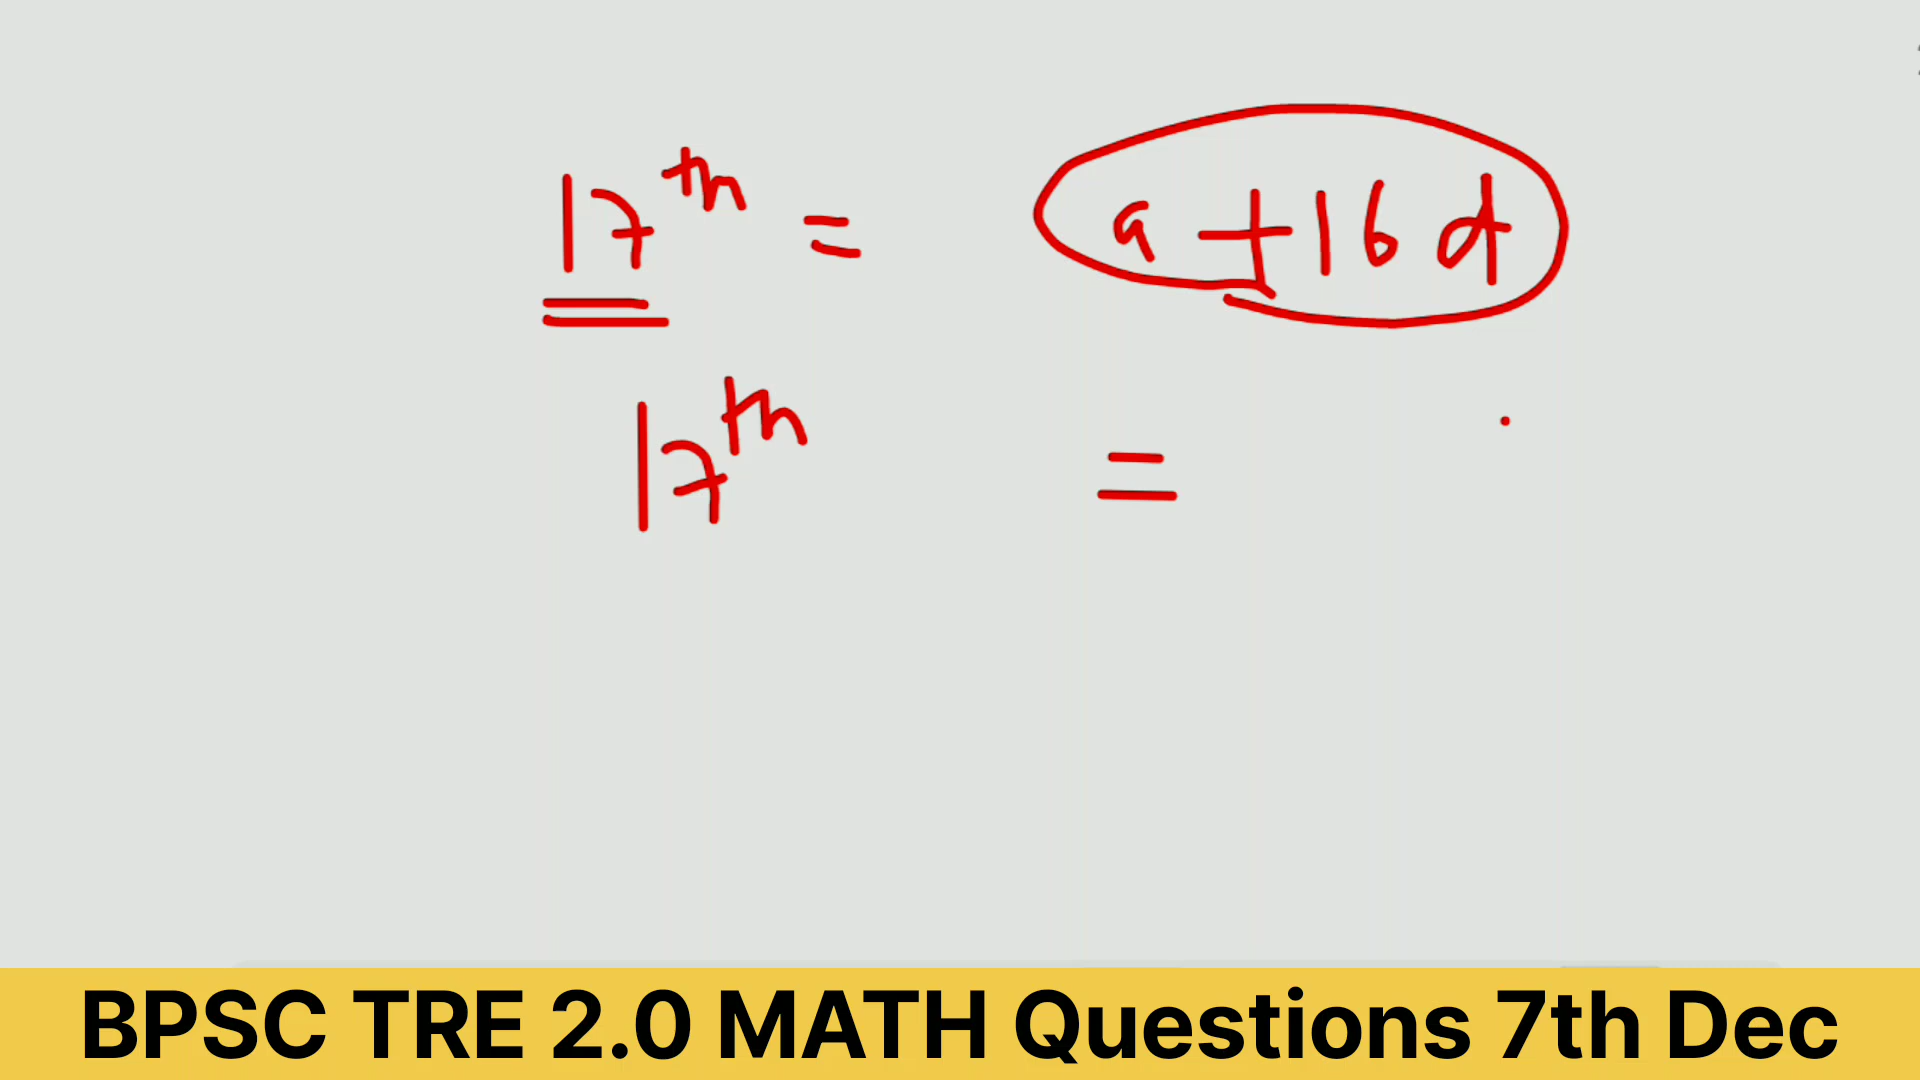 17th = a + 16d
17th =
BPSC TRE 2.0 MATH Questions 7th Dec